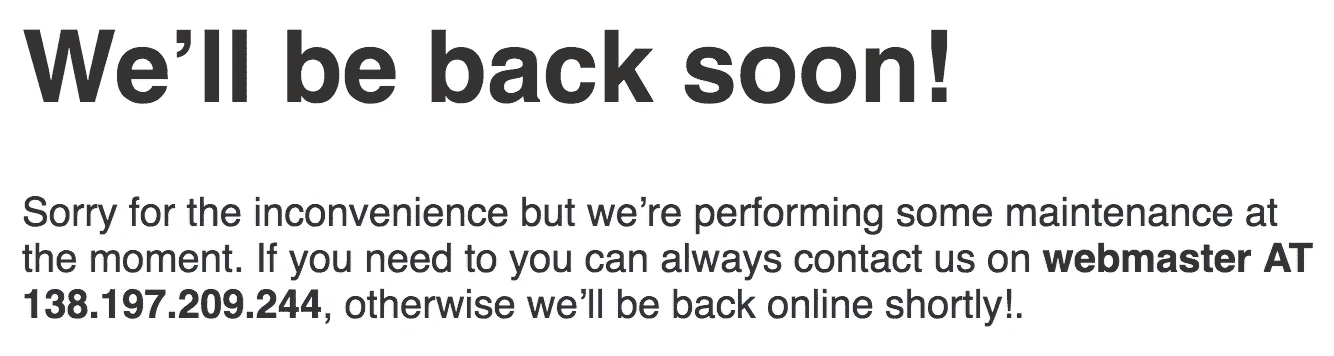 We’ll be back soon!
Sorry for the inconvenience but we’re performing some maintenance at
the moment. If you need to you can always contact us on webmaster AT
138.197.209.244, otherwise we’ll be back online shortly!.